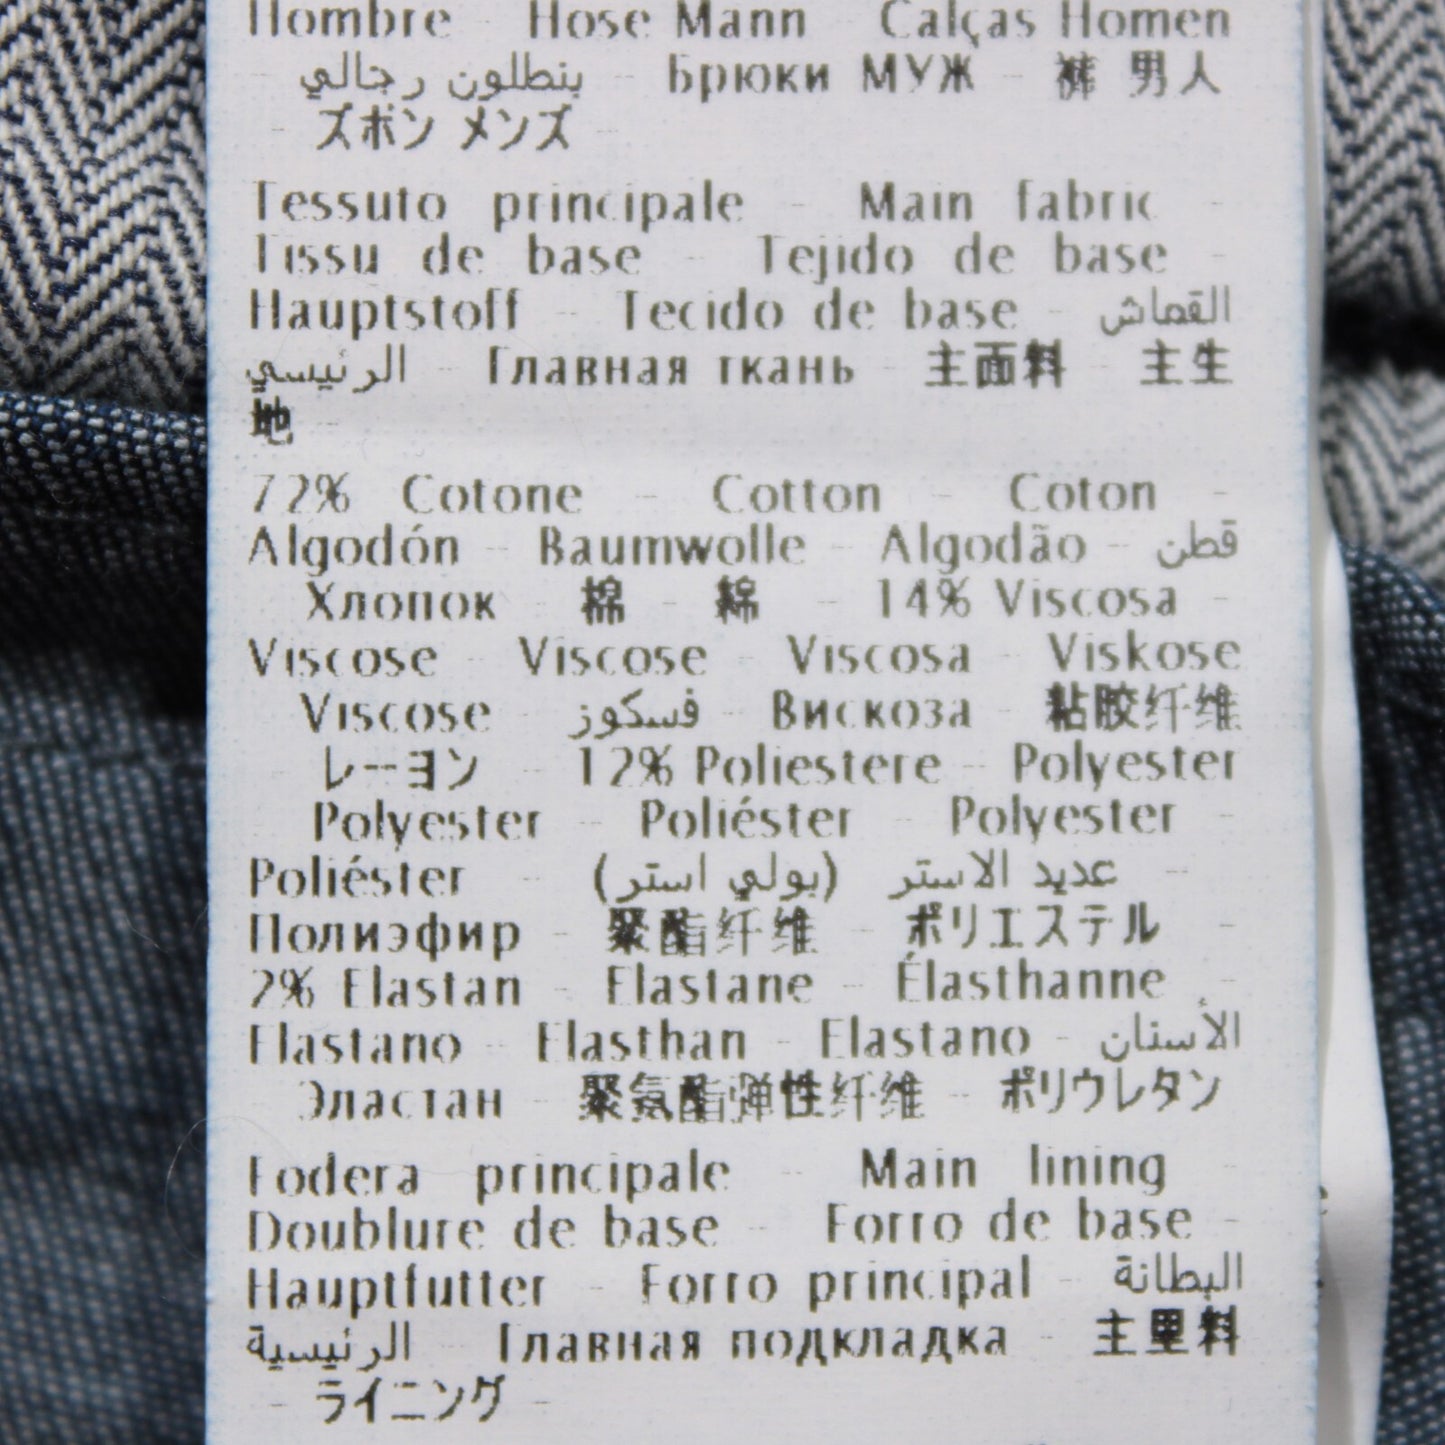 Hombre - Hose Mann - Calças Homen
- بنطلون رجالي - Брюки МУЖ - 裤 男人
- ズボン メンズ -
Tessuto principale - Main fabric -
Tissu de base - Tejido de base -
Hauptstoff - Tecido de base - القماش
الرئيسي - Главная ткань - 主面料 - 主生
地
72% Cotone - Cotton - Coton -
Algodón - Baumwolle - Algodão - قطن
- Хлопок - 棉 - 綿 - 14% Viscosa -
Viscose - Viscose - Viscosa - Viskose
- Viscose - فسكوز - Вискоза - 粘胶纤维
- レーヨン - 12% Poliestere - Polyester
- Polyester - Poliéster - Polyester -
Poliéster - عديد الاستر (بولي استر) -
Полиэфир - 聚酯纤维 - ポリエステル -
2% Elastan - Elastane - Élasthanne -
Elastano - Elasthan - Elastano - الأستان
- Эластан - 聚氨酯弹性纤维 - ポリウレタン
Fodera principale - Main lining -
Doublure de base - Forro de base -
Hauptfutter - Forro principal - البطانة
الرئيسية - Главная подкладка - 主里料
- ライニング -